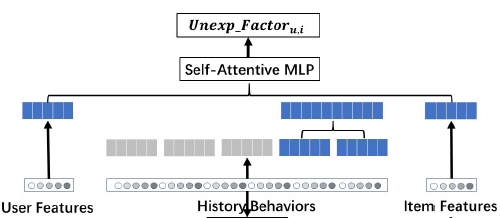 Unexp_Factor_{u,i}
Self-Attentive MLP
User Features
History Behaviors
Item Features